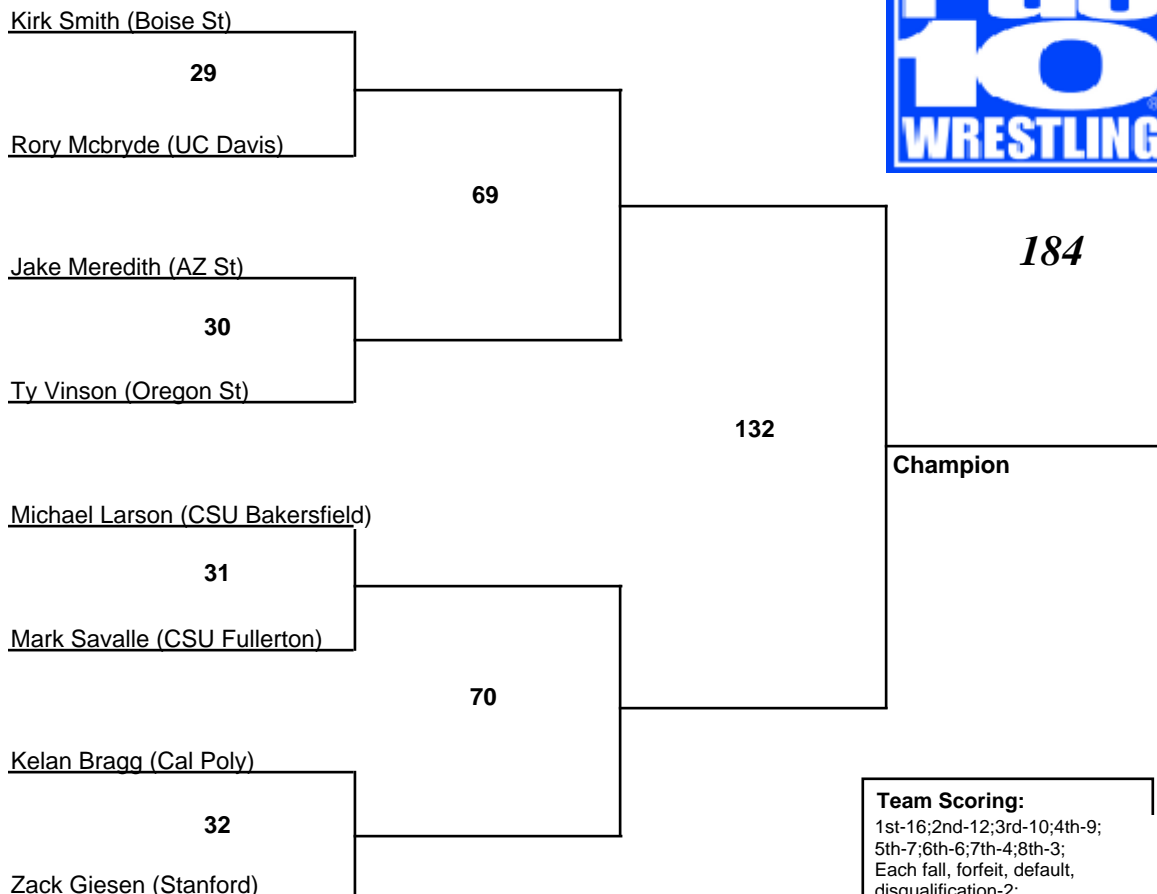 Kirk Smith (Boise St)
29
Rory Mcbryde (UC Davis)
69
Jake Meredith (AZ St)
30
Ty Vinson (Oregon St)
132
Champion
Michael Larson (CSU Bakersfield)
31
Mark Savalle (CSU Fullerton)
70
Kelan Bragg (Cal Poly)
32
Zack Giesen (Stanford)
10
WRESTLING
184
Team Scoring:
1st-16;2nd-12;3rd-10;4th-9;
5th-7;6th-6;7th-4;8th-3;
Each fall, forfeit, default,
disqualification-2;